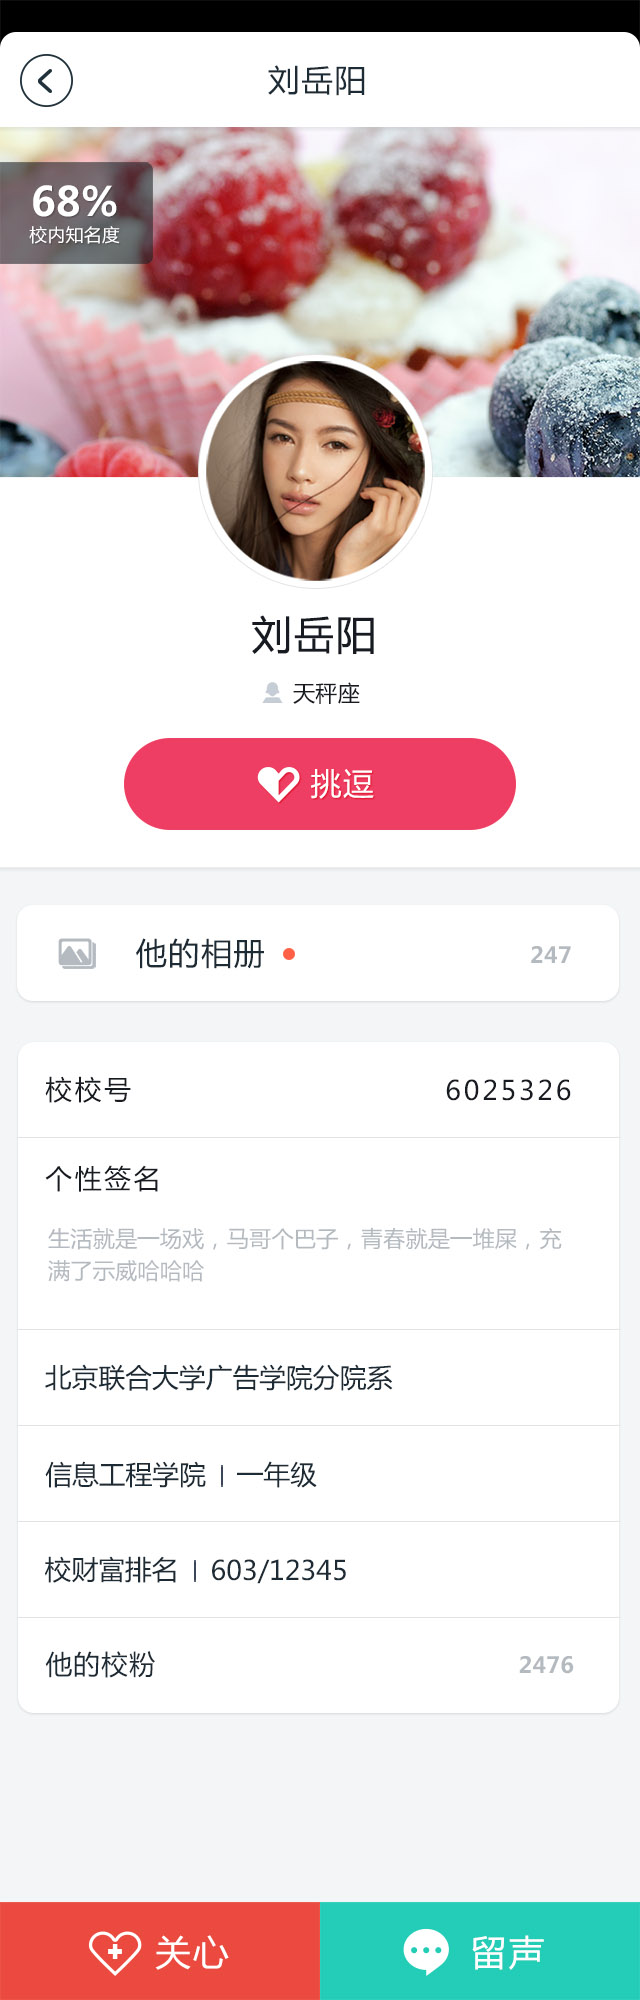 刘岳阳
68%
校内知名度
刘岳阳
天秤座
挑逗
他的相册 247
校校号 6025326
个性签名
生活就是一场戏，马哥个巴子，青春就是一堆屎，充
满了示威哈哈哈
北京联合大学广告学院分院系
信息工程学院 | 一年级
校财富排名 | 603/12345
他的校粉 2476
关心 留声